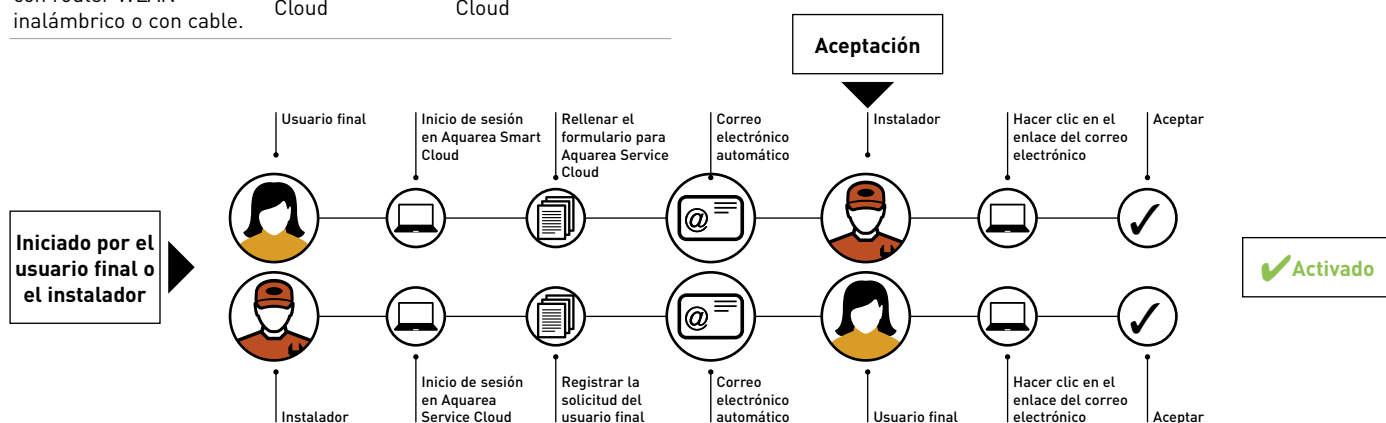 con router WLAN
inalámbrico o con cable.
Cloud
Cloud
Aceptación
Usuario final
Inicio de sesión
en Aquarea Smart
Cloud
Rellenar el
formulario para
Aquarea Service
Cloud
Correo
electrónico
automático
Instalador
Hacer clic en el
enlace del correo
electrónico
Aceptar
Iniciado por el
usuario final o
el instalador
@
@
Activado
Instalador
Inicio de sesión
en Aquarea
Service Cloud
Registrar la
solicitud del
usuario final
Correo
electrónico
automático
Usuario final
Hacer clic en el
enlace del correo
electrónico
Aceptar